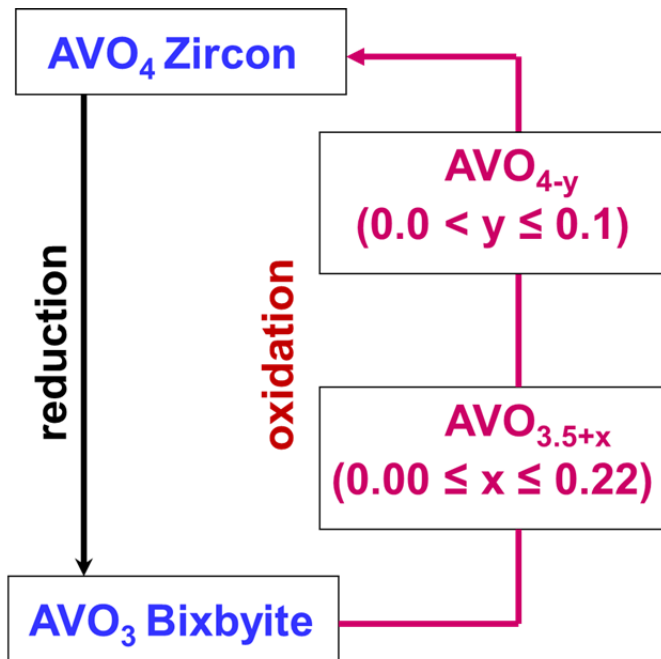 AVO₄ Zircon
AVO₄₋y
(0.0 < y ≤ 0.1)
reduction
oxidation
AVO₃.₅₊ₓ
(0.00 ≤ x ≤ 0.22)
AVO₃ Bixbyite